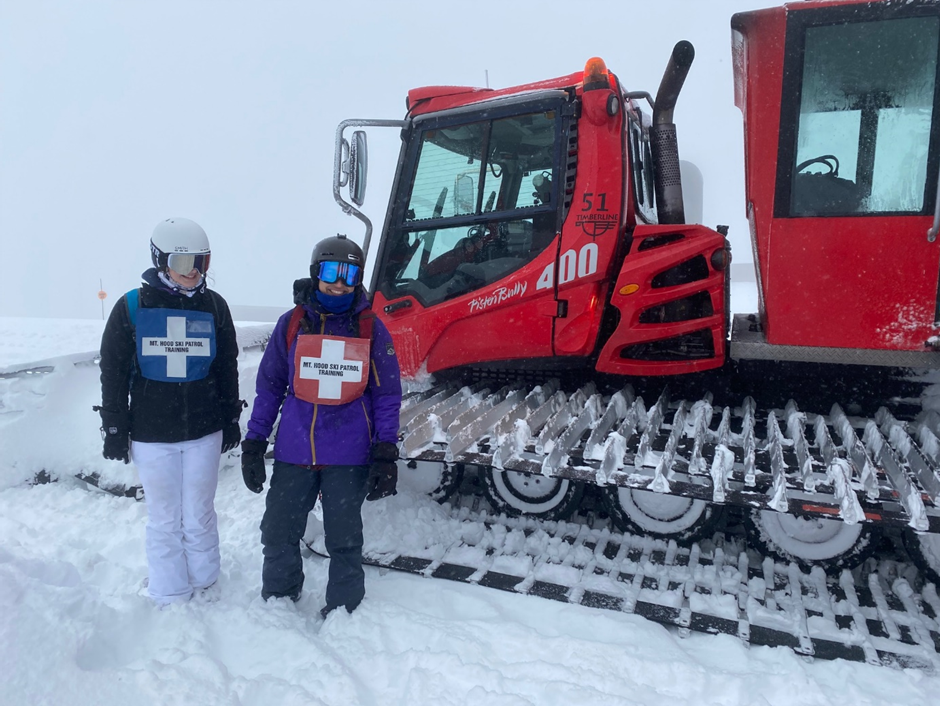 MT. HOOD SKI PATROL
TRAINING
MT. HOOD SKI PATROL
TRAINING
51
TIMBERLINE
400
PistenBully